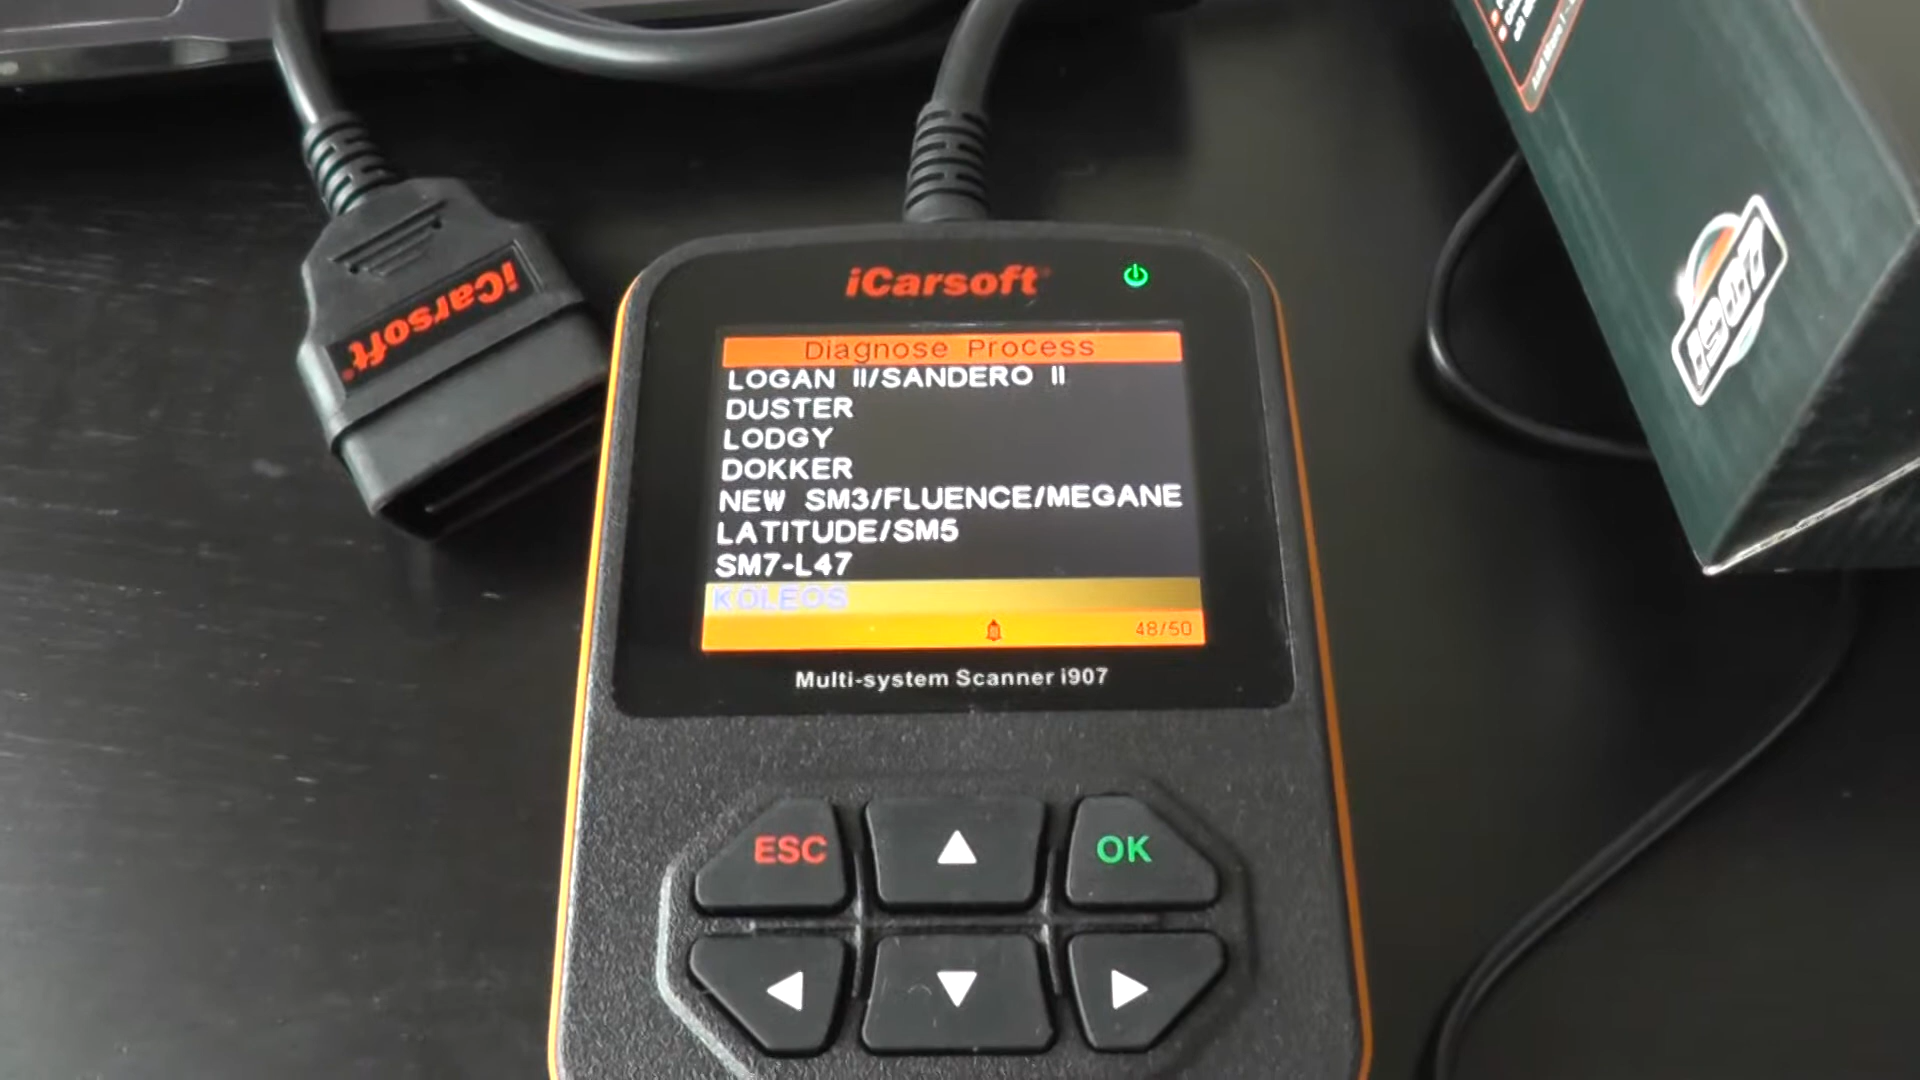 iCarsoft
iCarsoft
Diagnose Process
LOGAN II/SANDERO II
DUSTER
LODGY
DOKKER
NEW SM3/FLUENCE/MEGANE
LATITUDE/SM5
SM7-L47
KOLEOS
48/50
Multi-system Scanner i907
ESC
OK